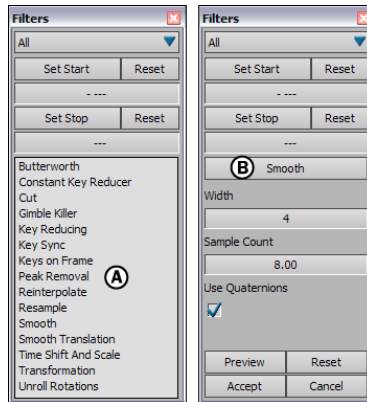 Filters
All
Set Start Reset
- ---
Set Stop Reset
---
Butterworth
Constant Key Reducer
Cut
Gimble Killer
Key Reducing
Key Sync
Keys on Frame
Peak Removal
A
Reinterpolate
Resample
Smooth
Smooth Translation
Time Shift And Scale
Transformation
Unroll Rotations
Filters
All
Set Start Reset
- ---
Set Stop Reset
---
B Smooth
Width
4
Sample Count
8.00
Use Quaternions
Preview Reset
Accept Cancel